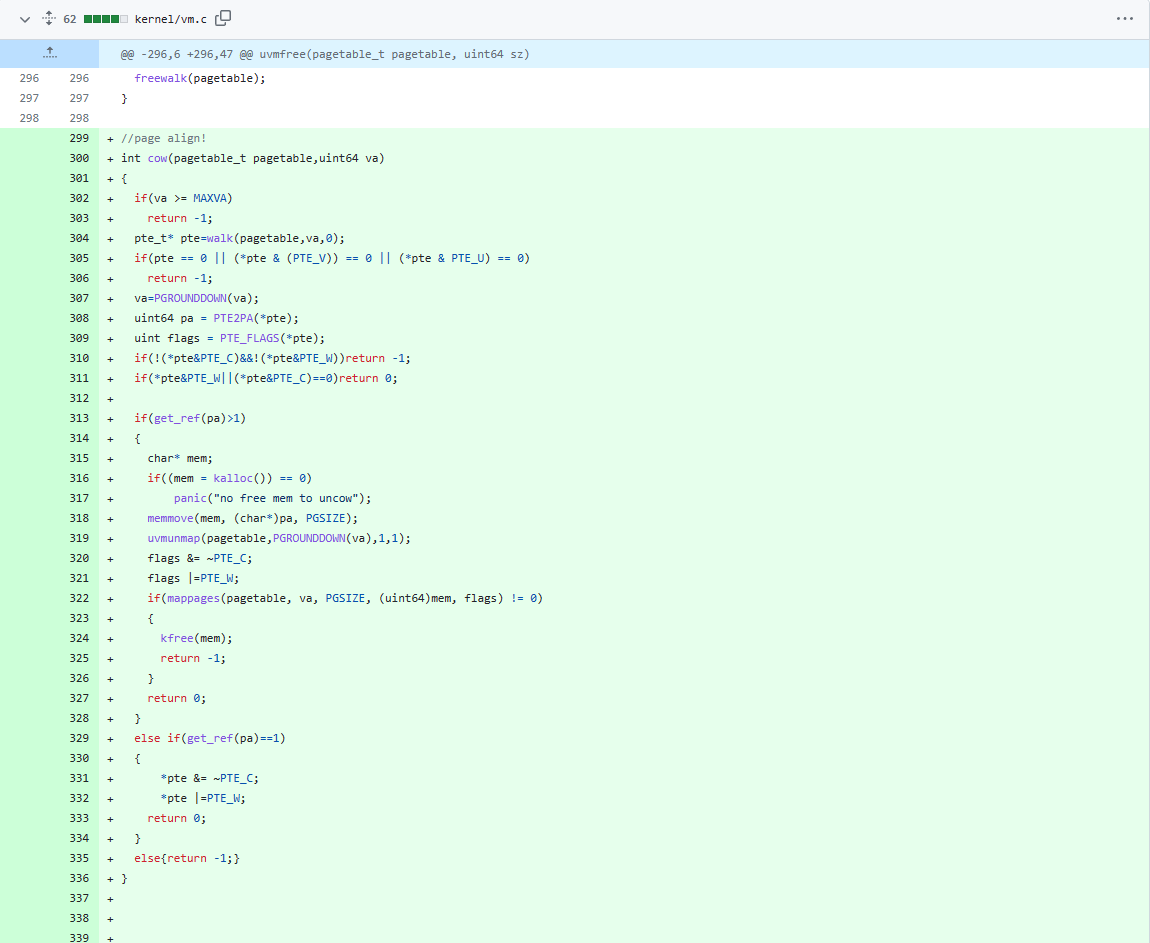 62 kernel/vm.c
@@ -296,6 +296,47 @@ uvmfree(pagetable_t pagetable, uint64 sz)
296 296 freewalk(pagetable);
297 297 }
298 298
299 + //page align!
300 + int cow(pagetable_t pagetable,uint64 va)
301 + {
302 + if(va >= MAXVA)
303 + return -1;
304 + pte_t* pte=walk(pagetable,va,0);
305 + if(pte == 0 || (*pte & (PTE_V)) == 0 || (*pte & PTE_U) == 0)
306 + return -1;
307 + va=PGROUNDDOWN(va);
308 + uint64 pa = PTE2PA(*pte);
309 + uint flags = PTE_FLAGS(*pte);
310 + if(!(*pte&PTE_C)&&!(*pte&PTE_W))return -1;
311 + if(*pte&PTE_W||(*pte&PTE_C)==0)return 0;
312 +
313 + if(get_ref(pa)>1)
314 + {
315 + char* mem;
316 + if((mem = kalloc()) == 0)
317 + panic("no free mem to uncow");
318 + memmove(mem, (char*)pa, PGSIZE);
319 + uvmunmap(pagetable,PGROUNDDOWN(va),1,1);
320 + flags &= ~PTE_C;
321 + flags |=PTE_W;
322 + if(mappages(pagetable, va, PGSIZE, (uint64)mem, flags) != 0)
323 + {
324 + kfree(mem);
325 + return -1;
326 + }
327 + return 0;
328 + }
329 + else if(get_ref(pa)==1)
330 + {
331 + *pte &= ~PTE_C;
332 + *pte |=PTE_W;
333 + return 0;
334 + }
335 + else{return -1;}
336 + }
337 +
338 +
339 +